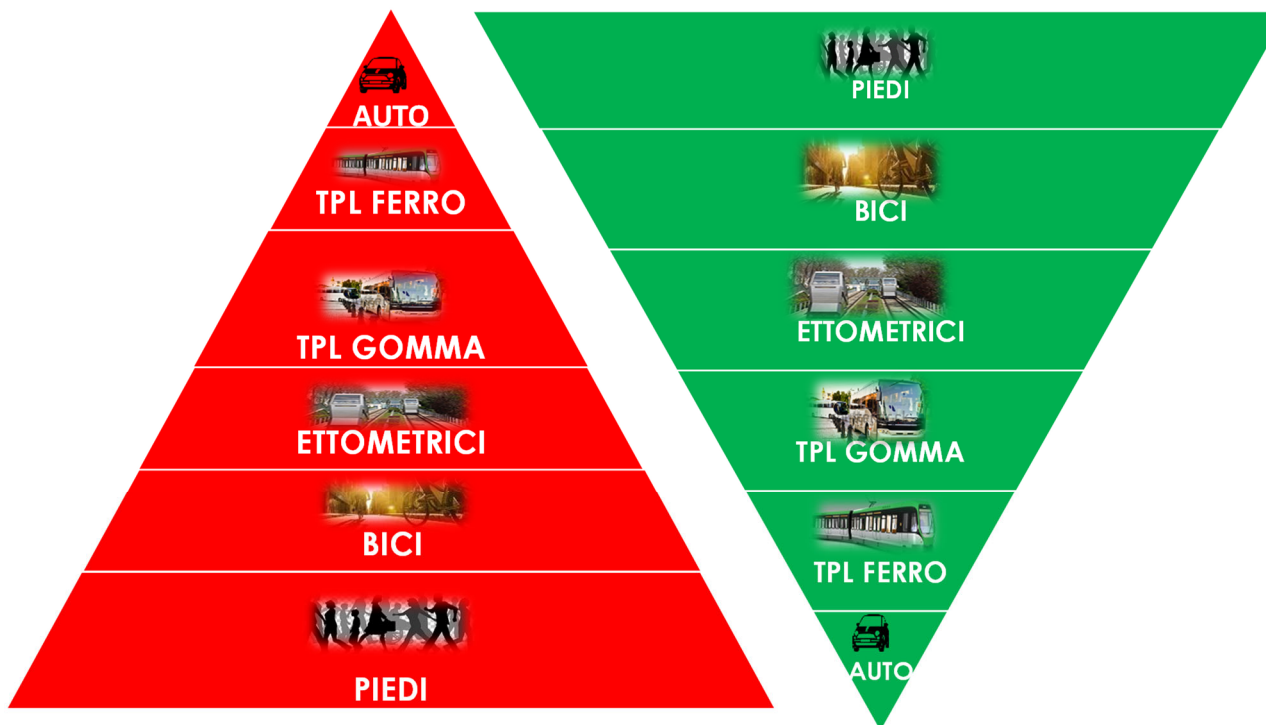 AUTO
TPL FERRO
TPL GOMMA
ETTOMETRICI
BICI
PIEDI
PIEDI
BICI
ETTOMETRICI
TPL GOMMA
TPL FERRO
AUTO